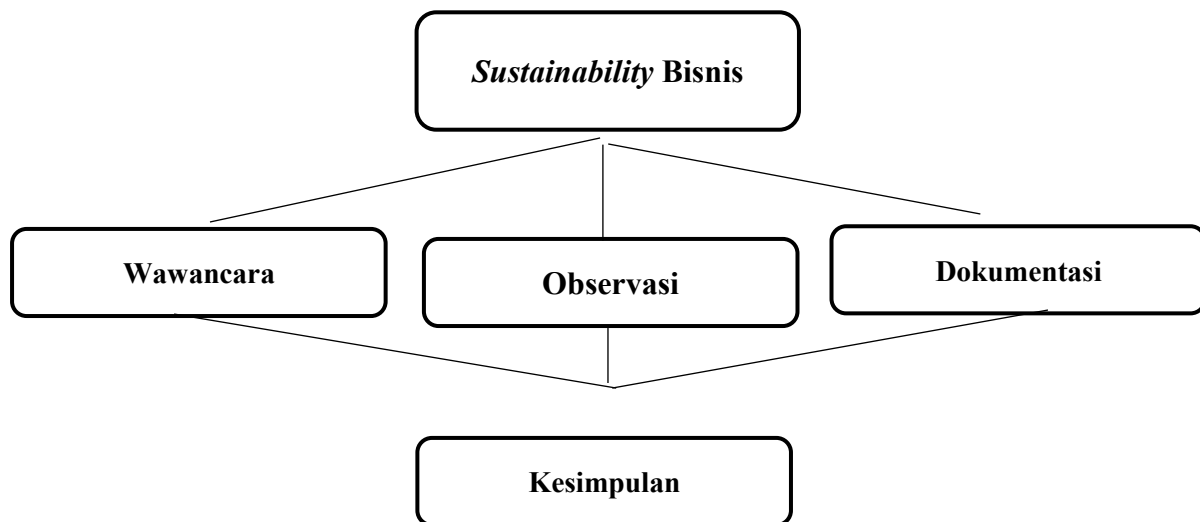 Sustainability Bisnis
Wawancara
Observasi
Dokumentasi
Kesimpulan